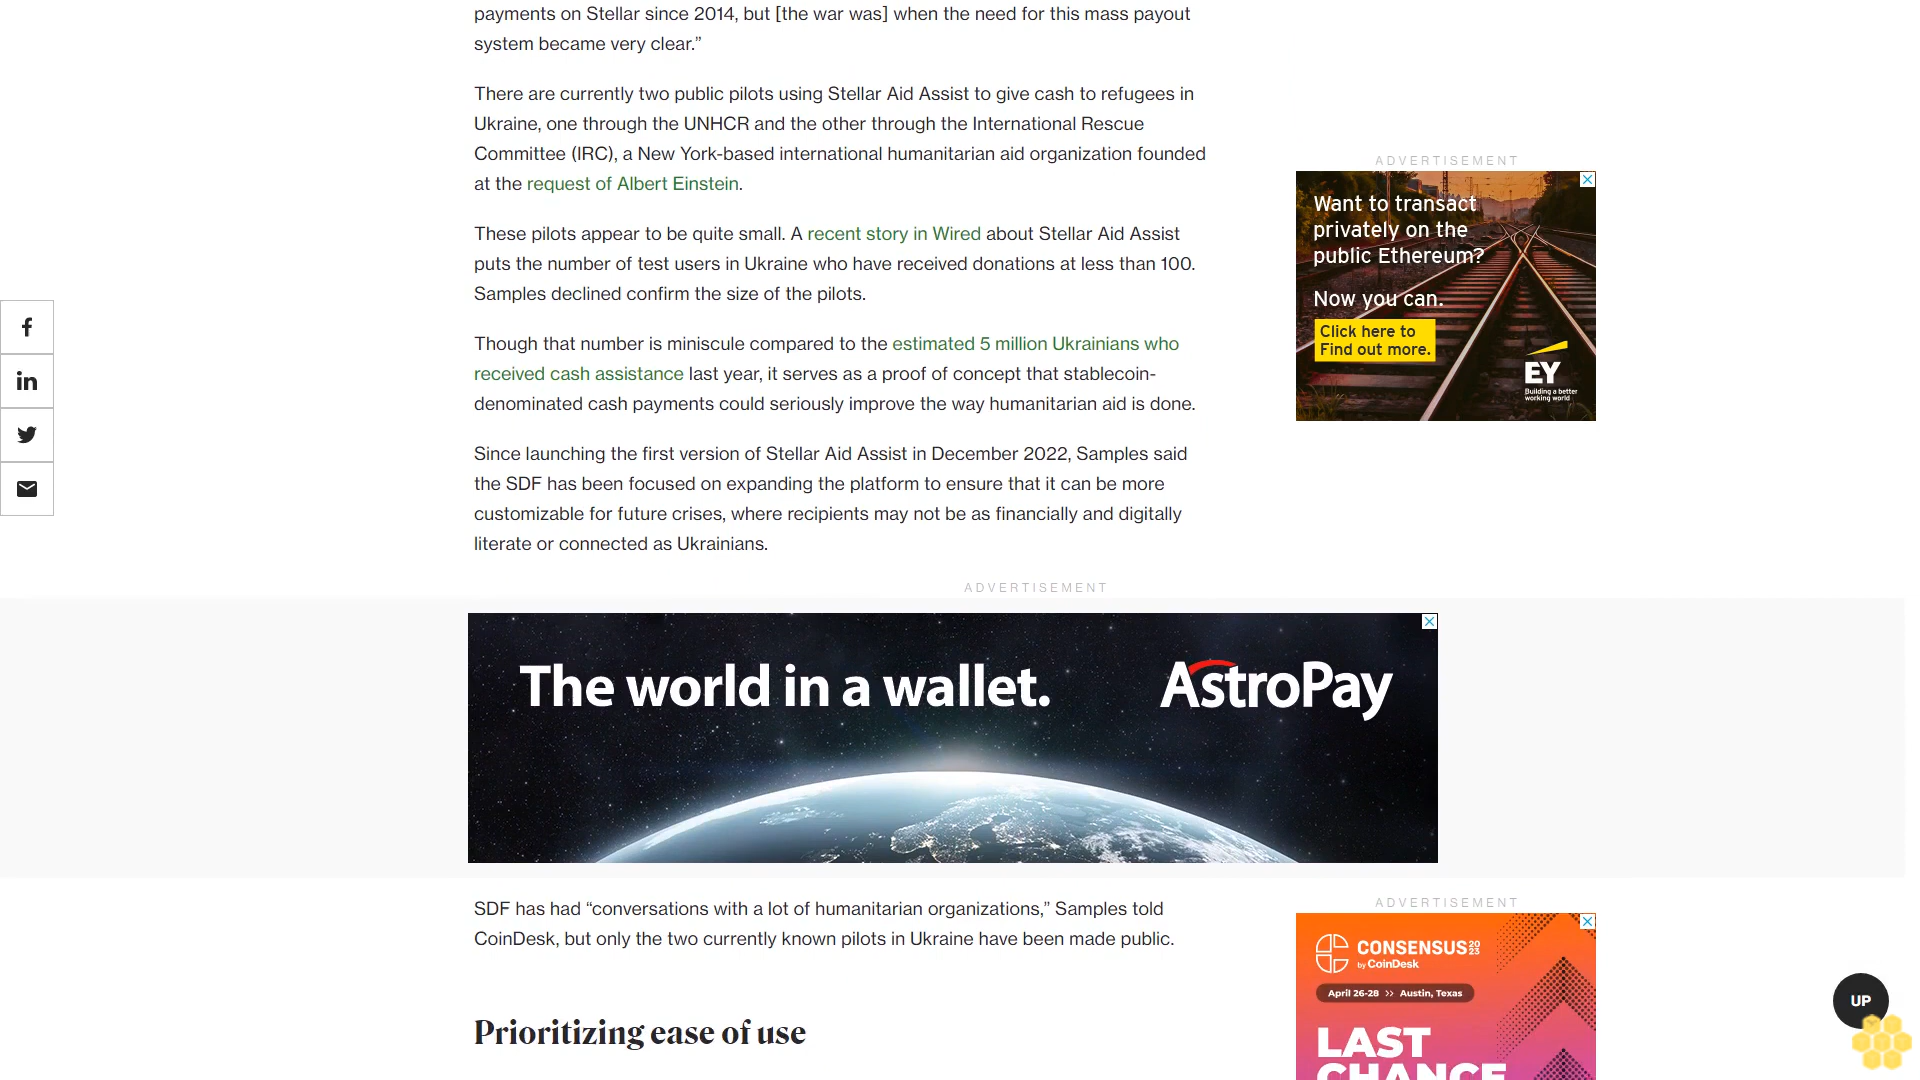 payments on Stellar since 2014, but [the war was] when the need for this mass payout
system became very clear.”
There are currently two public pilots using Stellar Aid Assist to give cash to refugees in
Ukraine, one through the UNHCR and the other through the International Rescue
Committee (IRC), a New York-based international humanitarian aid organization founded
at the request of Albert Einstein.
These pilots appear to be quite small. A recent story in Wired about Stellar Aid Assist
puts the number of test users in Ukraine who have received donations at less than 100.
Samples declined confirm the size of the pilots.
Though that number is miniscule compared to the estimated 5 million Ukrainians who
received cash assistance last year, it serves as a proof of concept that stablecoin-
denominated cash payments could seriously improve the way humanitarian aid is done.
Since launching the first version of Stellar Aid Assist in December 2022, Samples said
the SDF has been focused on expanding the platform to ensure that it can be more
customizable for future crises, where recipients may not be as financially and digitally
literate or connected as Ukrainians.
ADVERTISEMENT
Want to transact
privately on the
public Ethereum?
Now you can.
Click here to
Find out more.
EY
Building a better
working world
ADVERTISEMENT
The world in a wallet.
AstroPay
SDF has had “conversations with a lot of humanitarian organizations,” Samples told
CoinDesk, but only the two currently known pilots in Ukraine have been made public.
Prioritizing ease of use
ADVERTISEMENT
CONSENSUS 2023
by CoinDesk
April 26-28 >> Austin, Texas
LAST
CHANCE
UP